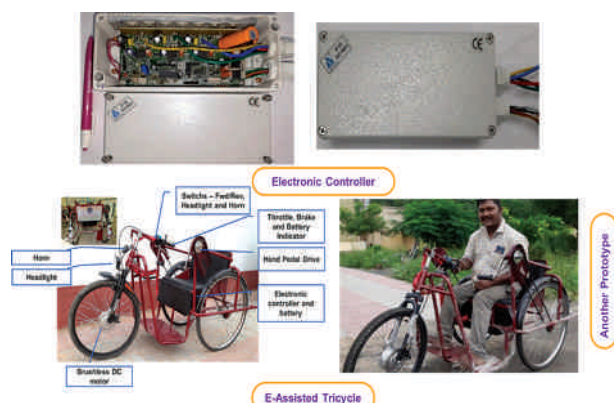 Electronic Controller
Switchs – Fwd/Rev,
Headlight and Horn
Throttle, Brake
and Battery
Indicator
Horn
Hand Pedal Drive
Headlight
Electronic
controller and
battery
Brushless DC
motor
Another Prototype
E-Assisted Tricycle